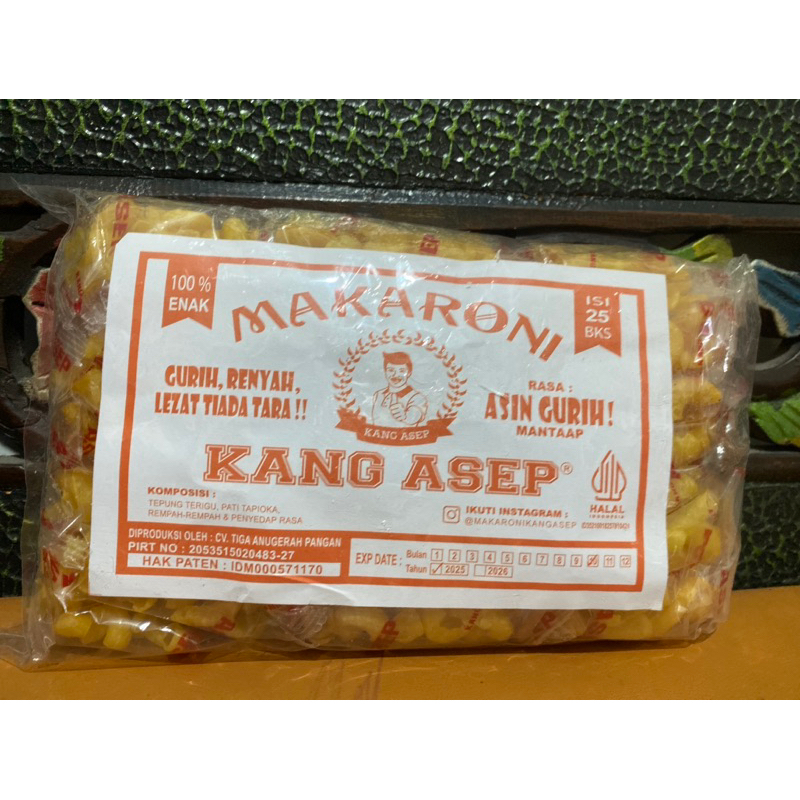 100 %
ENAK
MAKARONI
ISI
25
BKS
GURIH, RENYAH,
LEZAT TIADA TARA !!
KANG ASEP
RASA :
ASIN GURIH!
MANTAAP
KANG ASEP®
KOMPOSISI :
TEPUNG TERIGU, PATI TAPIOKA,
REMPAH-REMPAH & PENYEDAP RASA
IKUTI INSTAGRAM :
@MAKARONIKANGASEP
HALAL
INDONESIA
DIPRODUKSI OLEH : CV. TIGA ANUGERAH PANGAN
PIRT NO : 2053515020483-27
HAK PATEN : IDM000571170
EXP DATE :
Bulan 1 2 3 4 5 6 7 8 9 10 11 12
Tahun 2025 2026